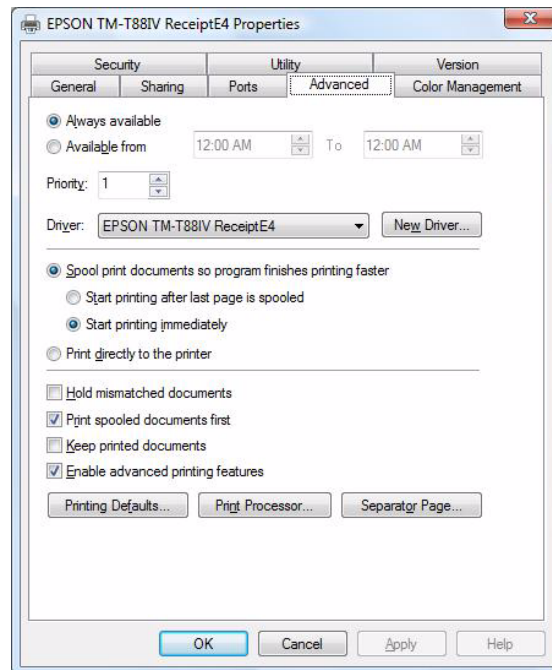 EPSON TM-T88IV ReceiptE4 Properties
Security Utility Version
General Sharing Ports Advanced Color Management
Always available
Available from 12:00 AM To 12:00 AM
Priority: 1
Driver: EPSON TM-T88IV ReceiptE4 New Driver...
Spool print documents so program finishes printing faster
Start printing after last page is spooled
Start printing immediately
Print directly to the printer
Hold mismatched documents
Print spooled documents first
Keep printed documents
Enable advanced printing features
Printing Defaults... Print Processor... Separator Page...
OK Cancel Apply Help